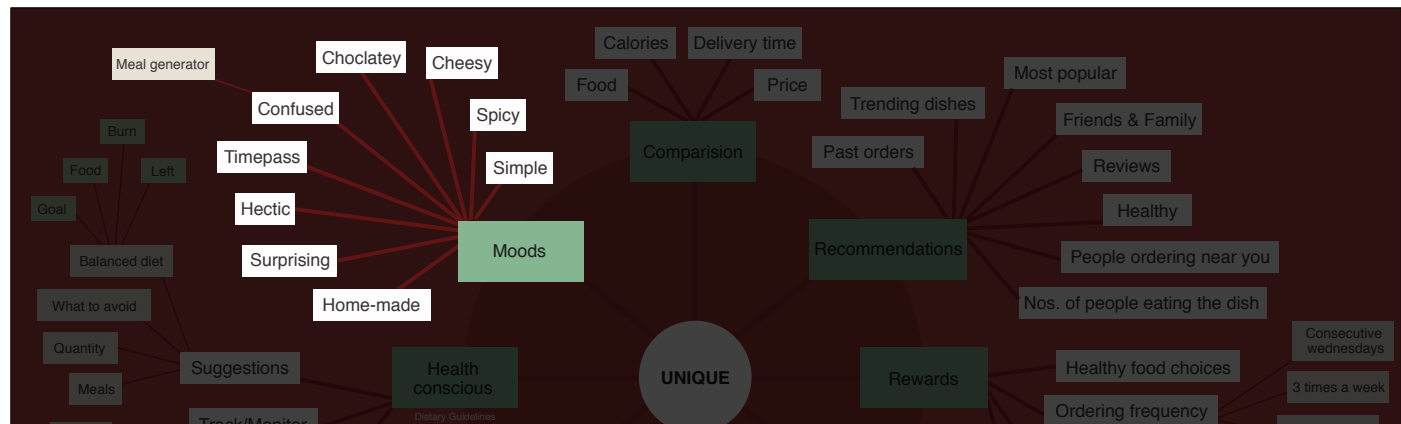 Meal generator
Choclatey
Cheesy
Confused
Spicy
Timepass
Simple
Hectic
Surprising
Home-made
Moods
Calories
Delivery time
Food
Price
Comparision
Most popular
Trending dishes
Friends & Family
Past orders
Reviews
Healthy
Recommendations
People ordering near you
Nos. of people eating the dish
Burn
Food
Left
Goal
Balanced diet
What to avoid
Quantity
Meals
Suggestions
Track/Monitor
Health
conscious
Dietary Guidelines
UNIQUE
Rewards
Healthy food choices
Ordering frequency
Consecutive
wednesdays
3 times a week